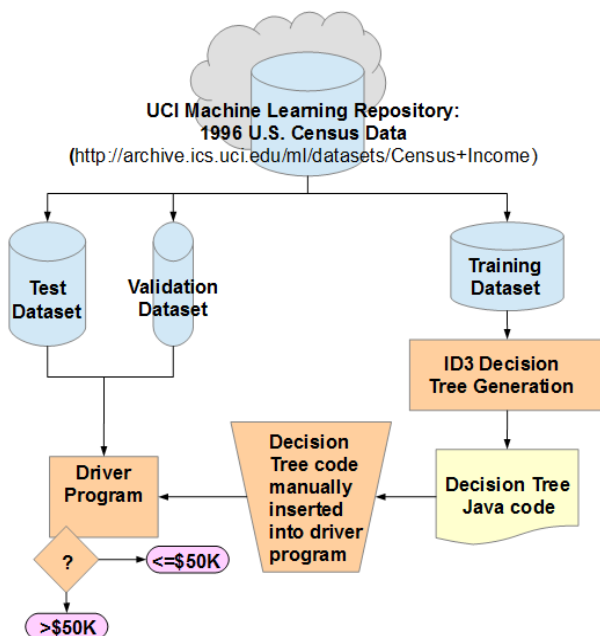 UCI Machine Learning Repository:
1996 U.S. Census Data
(http://archive.ics.uci.edu/ml/datasets/Census+Income)
Test
Dataset
Validation
Dataset
Training
Dataset
ID3 Decision
Tree Generation
Decision Tree
Java code
Decision
Tree code
manually
inserted
into driver
program
Driver
Program
?
<=$50K
>$50K